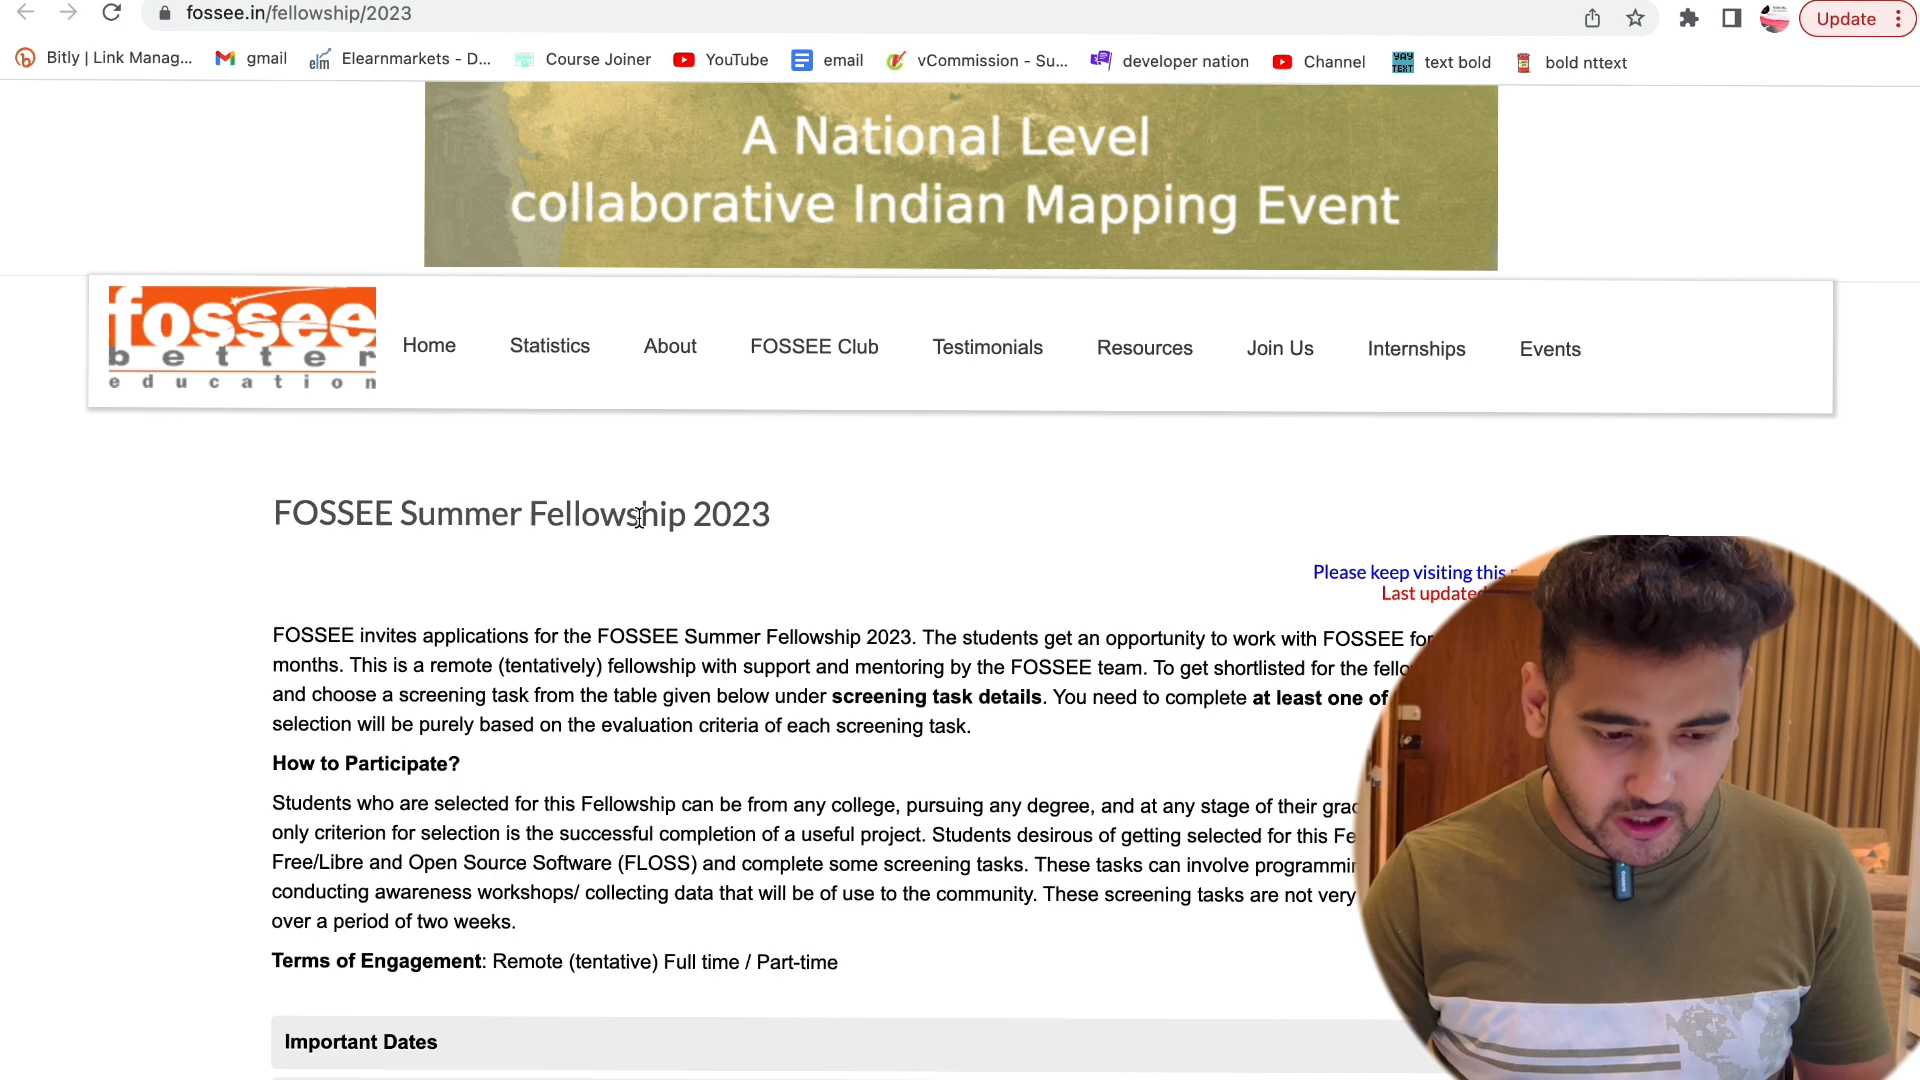 fossee.in/fellowship/2023
Update
Bitly | Link Manag... gmail Elearnmarkets - D... Course Joiner YouTube email vCommission - Su... developer nation Channel text bold bold nttext
A National Level
collaborative Indian Mapping Event
fossee
better
education
Home Statistics About FOSSEE Club Testimonials Resources Join Us Internships Events
FOSSEE Summer Fellowship 2023
Please keep visiting this
Last updated
FOSSEE invites applications for the FOSSEE Summer Fellowship 2023. The students get an opportunity to work with FOSSEE for
months. This is a remote (tentatively) fellowship with support and mentoring by the FOSSEE team. To get shortlisted for the
and choose a screening task from the table given below under screening task details. You need to complete at least one of
selection will be purely based on the evaluation criteria of each screening task.
How to Participate?
Students who are selected for this Fellowship can be from any college, pursuing any degree, and at any stage of their
only criterion for selection is the successful completion of a useful project. Students desirous of getting selected for this
Free/Libre and Open Source Software (FLOSS) and complete some screening tasks. These tasks can involve
conducting awareness workshops/ collecting data that will be of use to the community. These screening tasks are not very
over a period of two weeks.
Terms of Engagement: Remote (tentative) Full time / Part-time
Important Dates